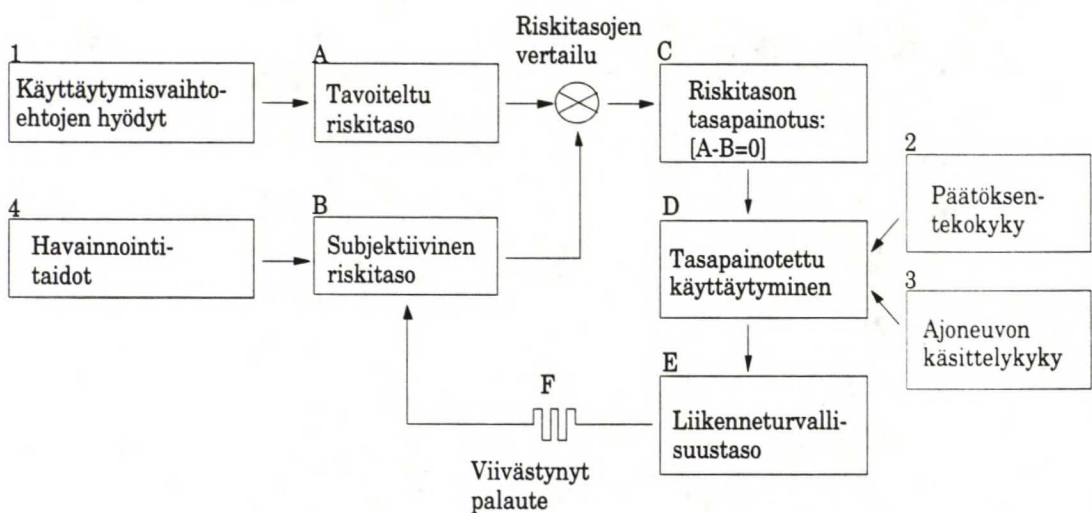 Riskitasojen
vertailu
1
Käyttäytymisvaihto-
ehtojen hyödyt
A
Tavoiteltu
riskitaso
C
Riskitason
tasapainotus:
[A-B=0]
2
Päätöksen-
tekokyky
4
Havainnointi-
taidot
B
Subjektiivinen
riskitaso
D
Tasapainotettu
käyttäytyminen
3
Ajoneuvon
käsittelykyky
E
Liikenneturvalli-
suustaso
F
Viivästynyt
palaute